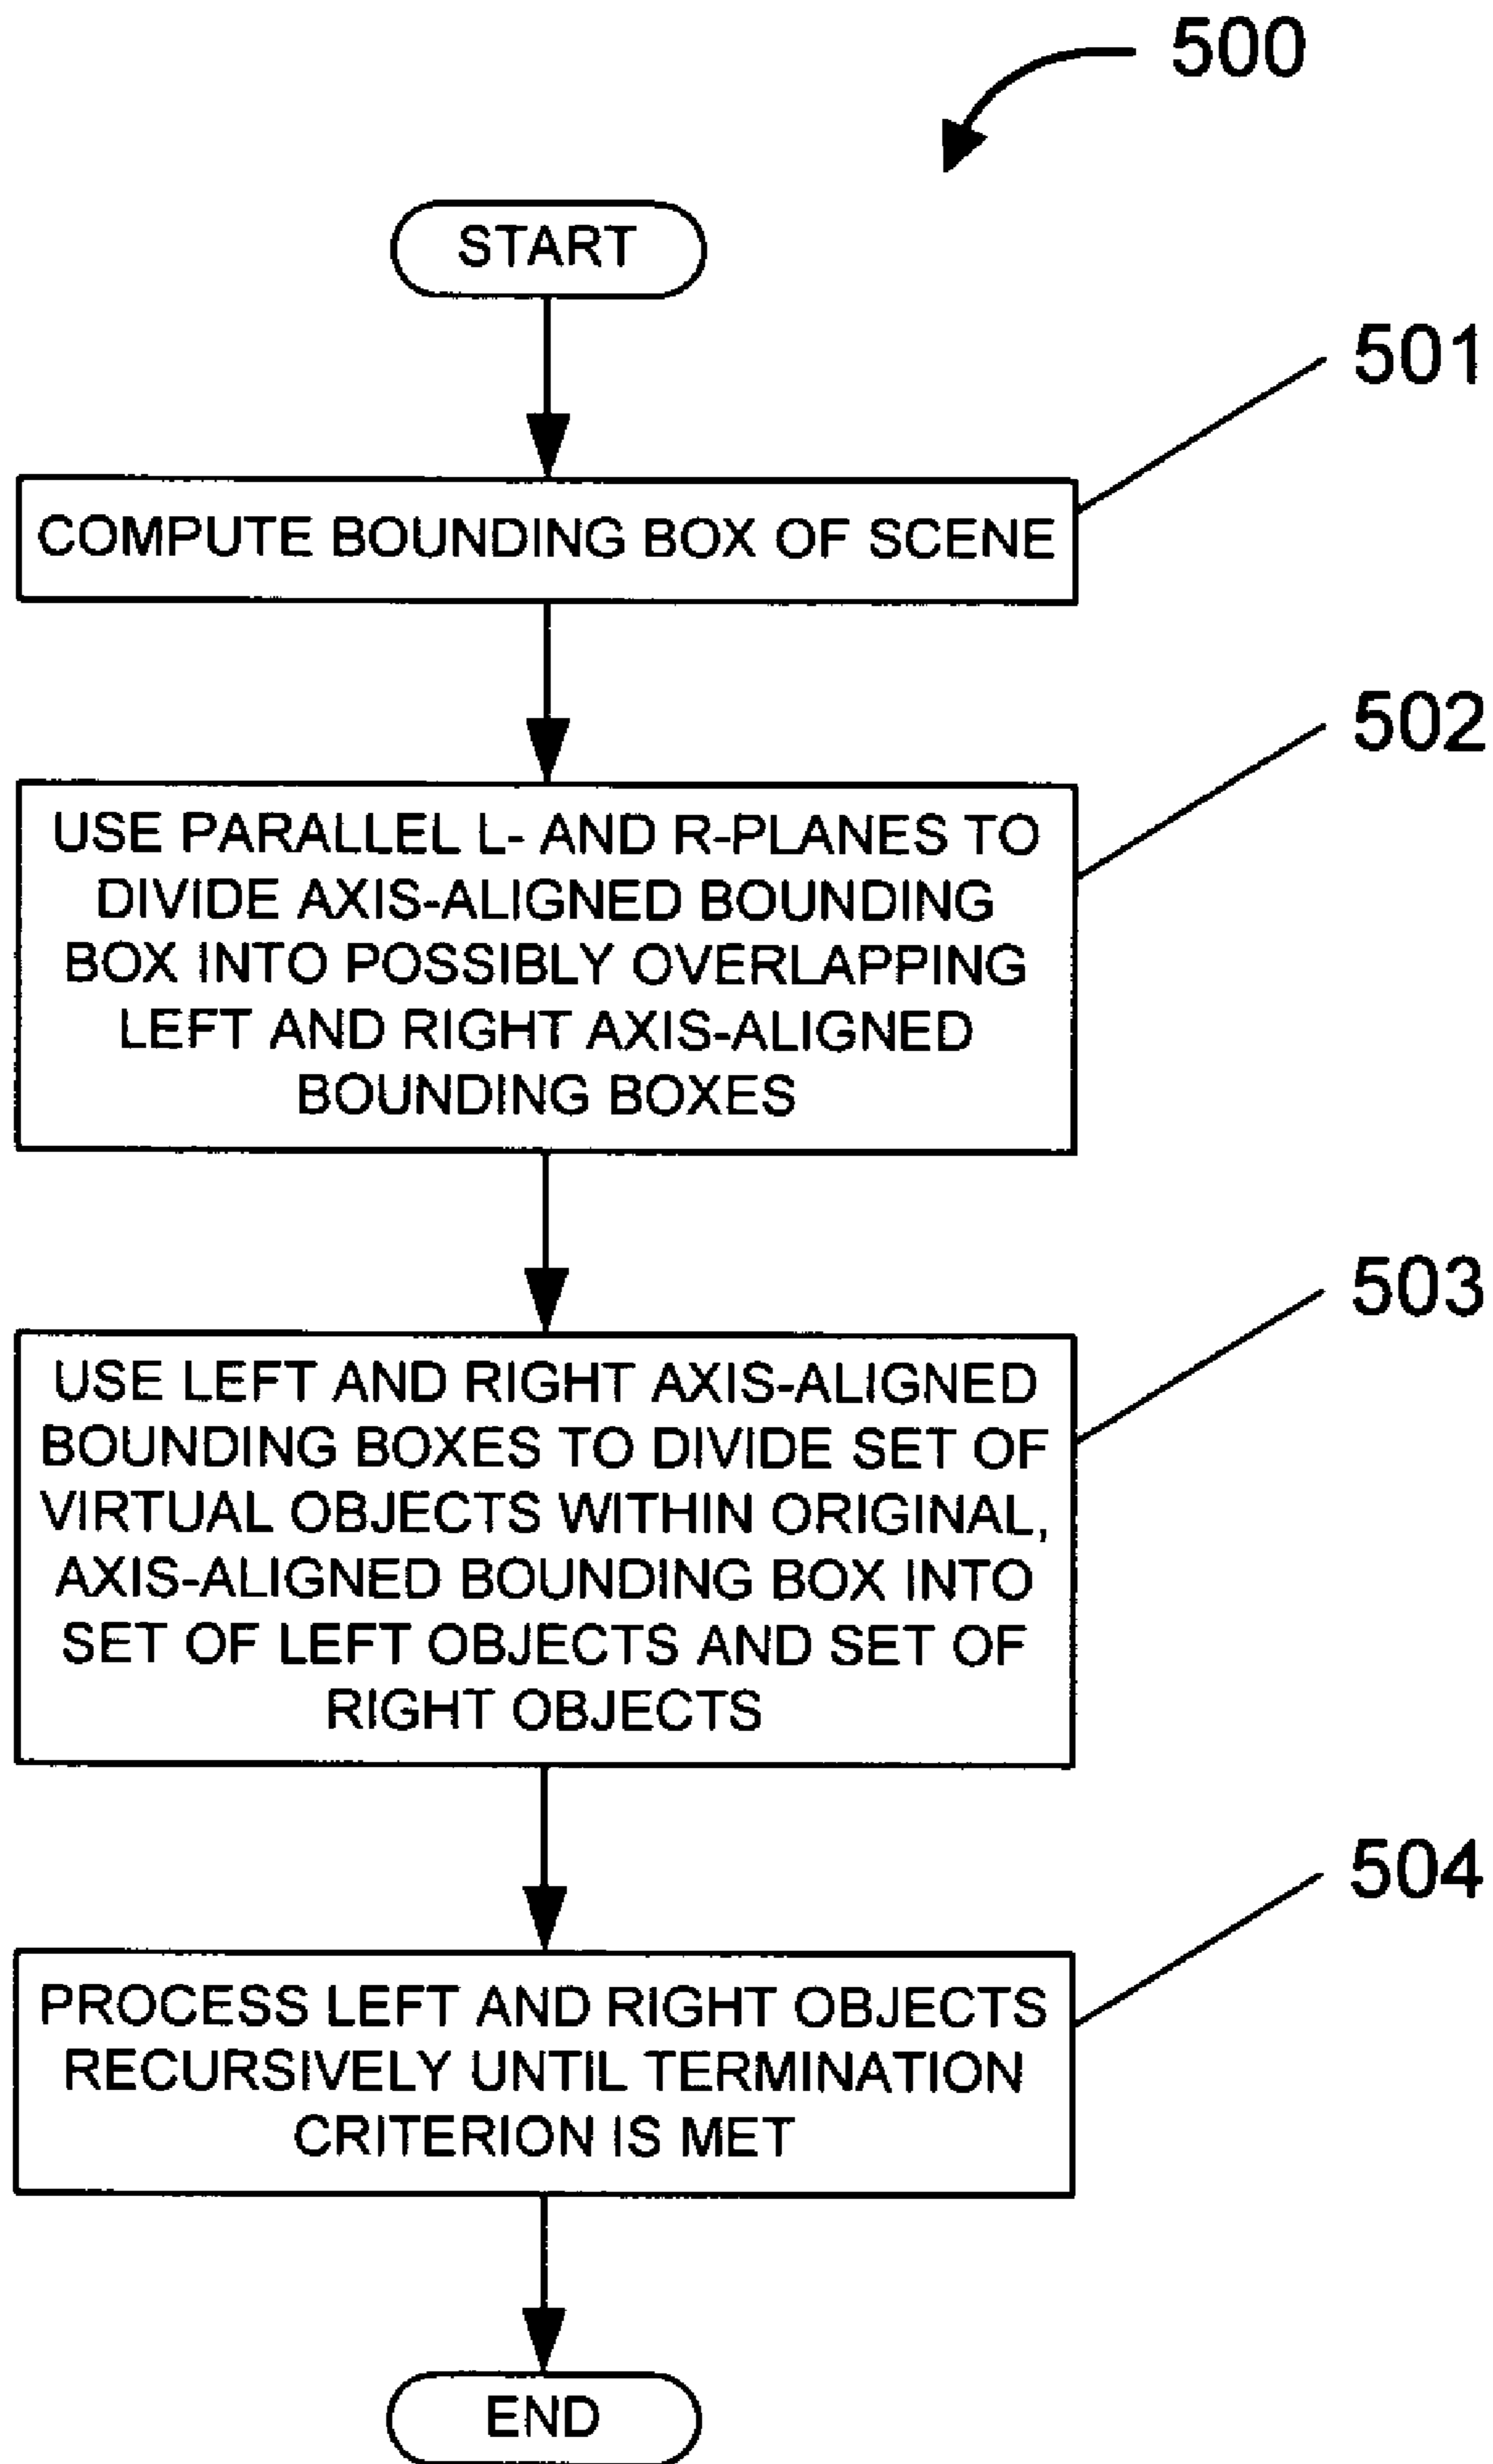 500
START
501
COMPUTE BOUNDING BOX OF SCENE
502
USE PARALLEL L- AND R-PLANES TO
DIVIDE AXIS-ALIGNED BOUNDING
BOX INTO POSSIBLY OVERLAPPING
LEFT AND RIGHT AXIS-ALIGNED
BOUNDING BOXES
503
USE LEFT AND RIGHT AXIS-ALIGNED
BOUNDING BOXES TO DIVIDE SET OF
VIRTUAL OBJECTS WITHIN ORIGINAL,
AXIS-ALIGNED BOUNDING BOX INTO
SET OF LEFT OBJECTS AND SET OF
RIGHT OBJECTS
504
PROCESS LEFT AND RIGHT OBJECTS
RECURSIVELY UNTIL TERMINATION
CRITERION IS MET
END